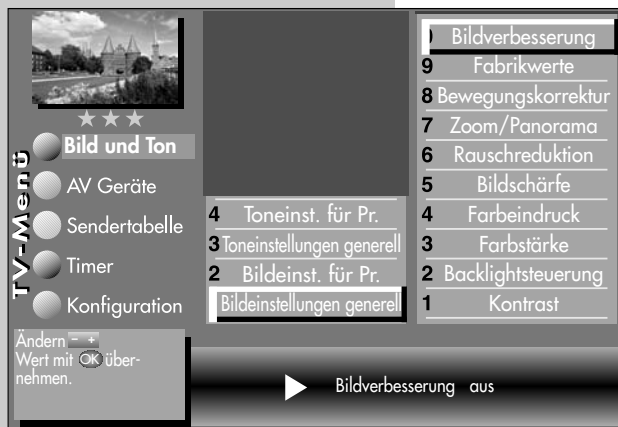 TV-Menü
Bild und Ton
AV Geräte
Sendertabelle
Timer
Konfiguration
4 Toneinst. für Pr.
3 Toneinstellungen generell
2 Bildeinst. für Pr.
Bildeinstellungen generell
Bildverbesserung
9 Fabrikwerte
8 Bewegungskorrektur
7 Zoom/Panorama
6 Rauschreduktion
5 Bildschärfe
4 Farbeindruck
3 Farbstärke
2 Backlightsteuerung
1 Kontrast
Ändern - +
Wert mit OK über-
nehmen.
Bildverbesserung aus